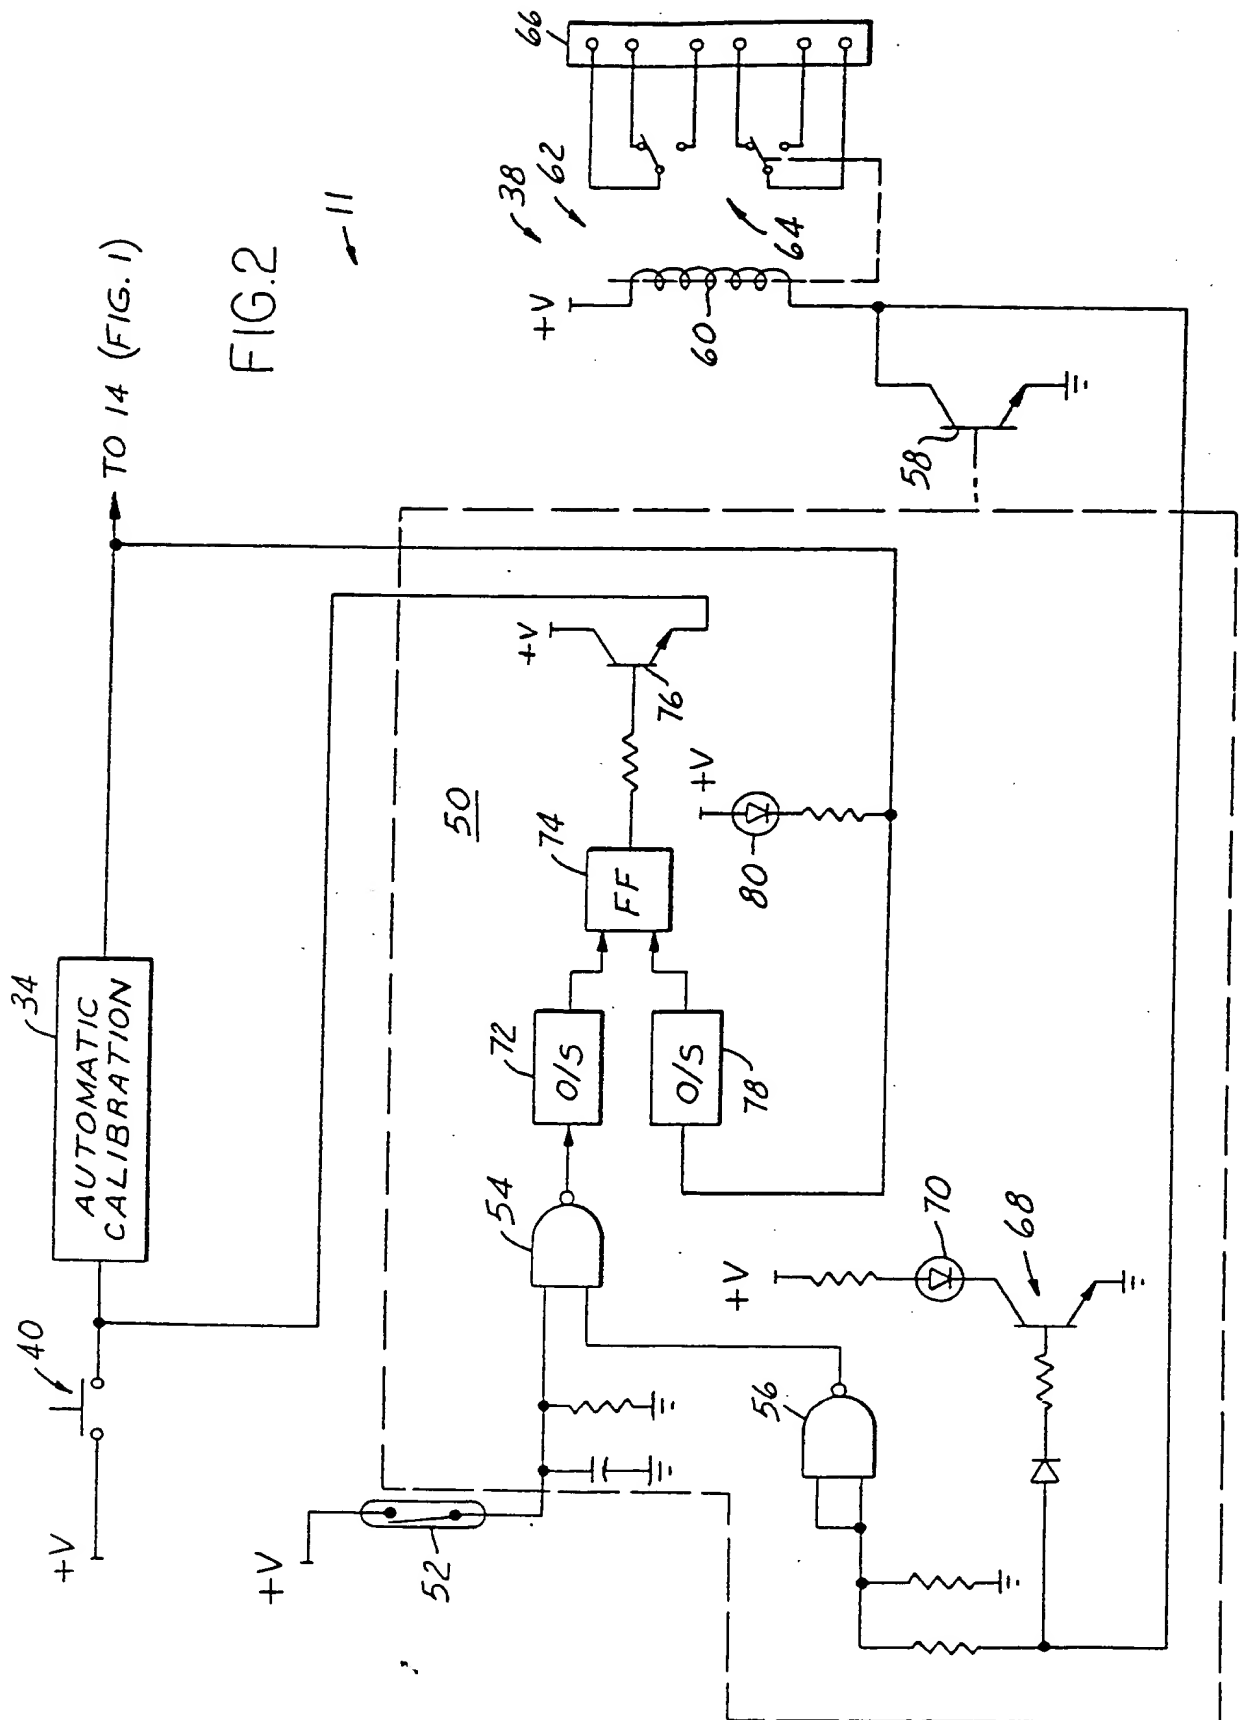 FIG.2
11
TO 14 (FIG. 1)
34
AUTOMATIC
CALIBRATION
40
+V
+V
52
50
54
72
O/S
74
FF
+V
76
78
O/S
+V
80
56
+V
70
68
58
+V
60
38
62
64
66